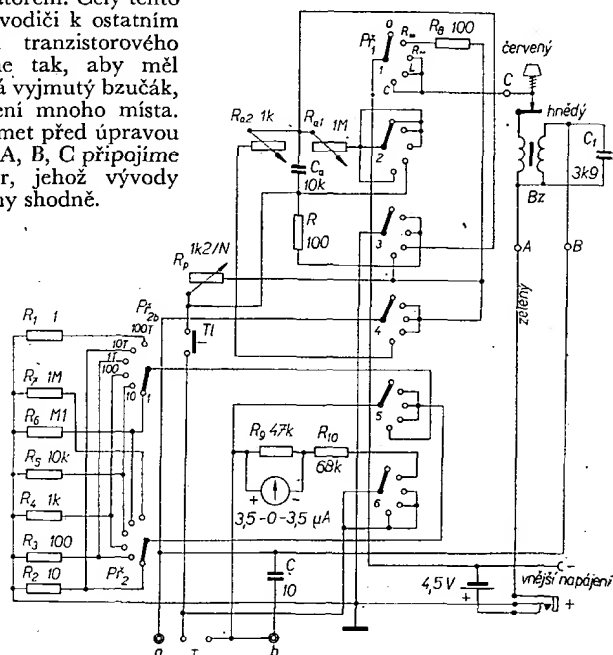 átorem. Celý tento
vodiči k ostatním
tranzistorového
ne tak, aby měl
á vyjmutý bzučák,
ení mnoho místa.
met před úpravou
A, B, C připojíme
r, jehož vývody
ny shodně.
Př1
0
R∞
R~
L
C
1
R8 100
červený
C
hnědý
Ra2 1k
Ra1 1M
2
Ca
10k
C1
3k9
Bz
R
100
3
A
B
1k2/N
Rp
zelený
4
Tl
R1 1
Př2b
100T
10T
1T
100
10
1
R7 1M
R6 M1
R5 10k
R4 1k
R3 100
R2 10
Př2
5
R9 47k
R10
68k
+
-
3,5-0-3,5 μA
6
C
10
4,5V
+
-
vnější napájení
+
a
T
b